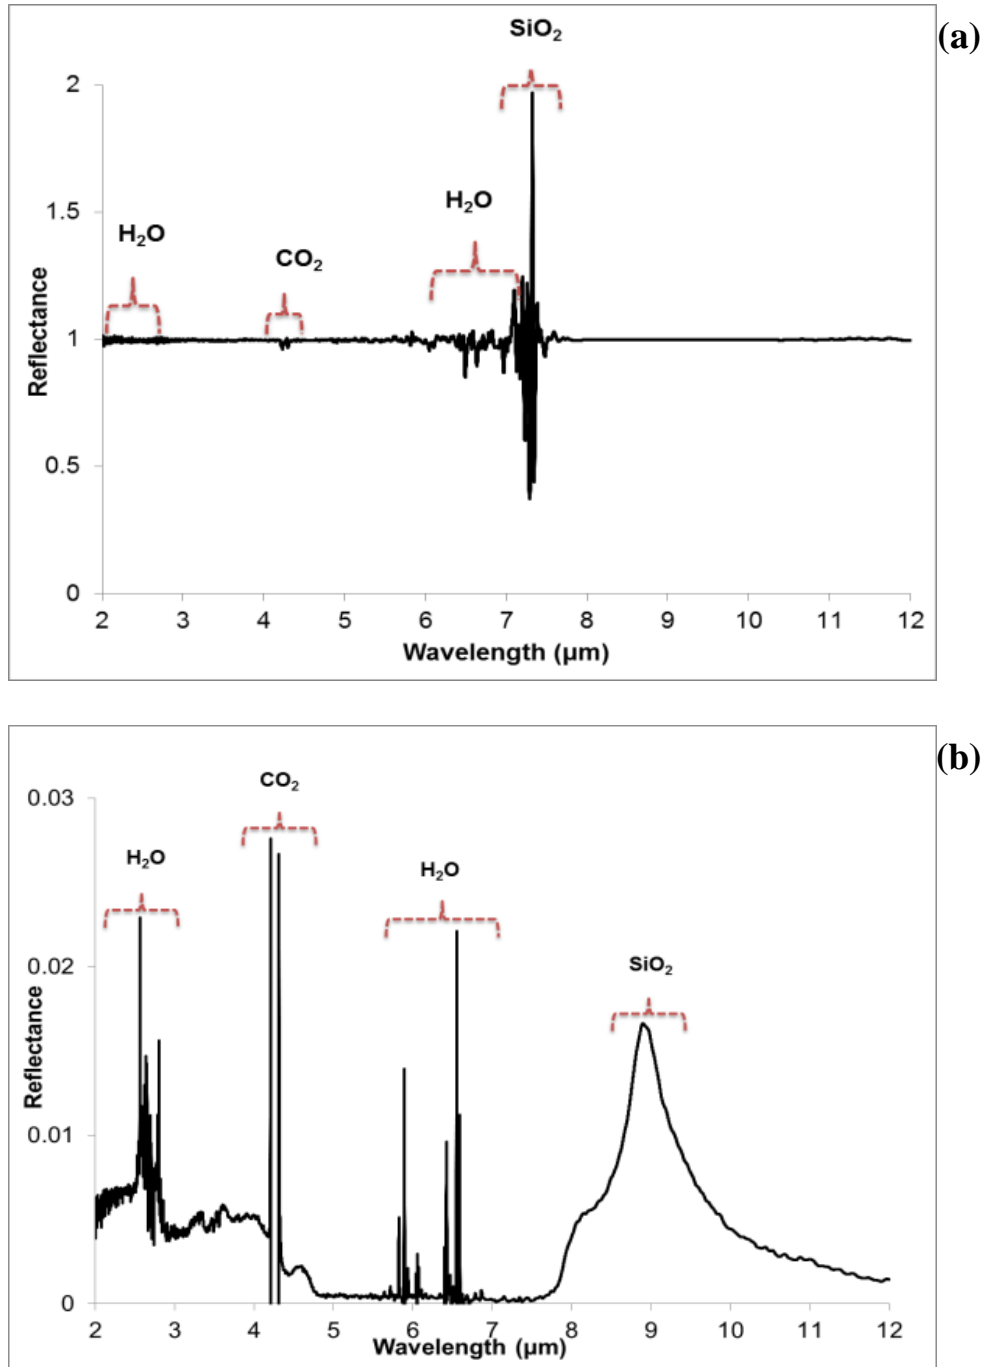 (a)
SiO₂
2
1.5
H₂O
H₂O
CO₂
1
Reflectance
0.5
0
2 3 4 5 6 7 8 9 10 11 12
Wavelength (µm)
(b)
CO₂
0.03
H₂O
H₂O
SiO₂
0.02
Reflectance
0.01
0
2 3 4 5 6 7 8 9 10 11 12
Wavelength (µm)